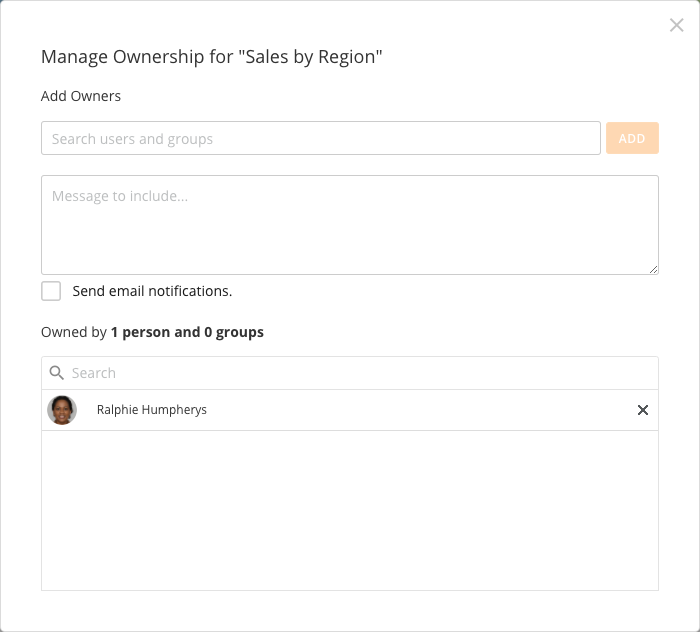 Manage Ownership for "Sales by Region"
Add Owners
Search users and groups
ADD
Message to include...
Send email notifications.
Owned by 1 person and 0 groups
Search
Ralphie Humpherys